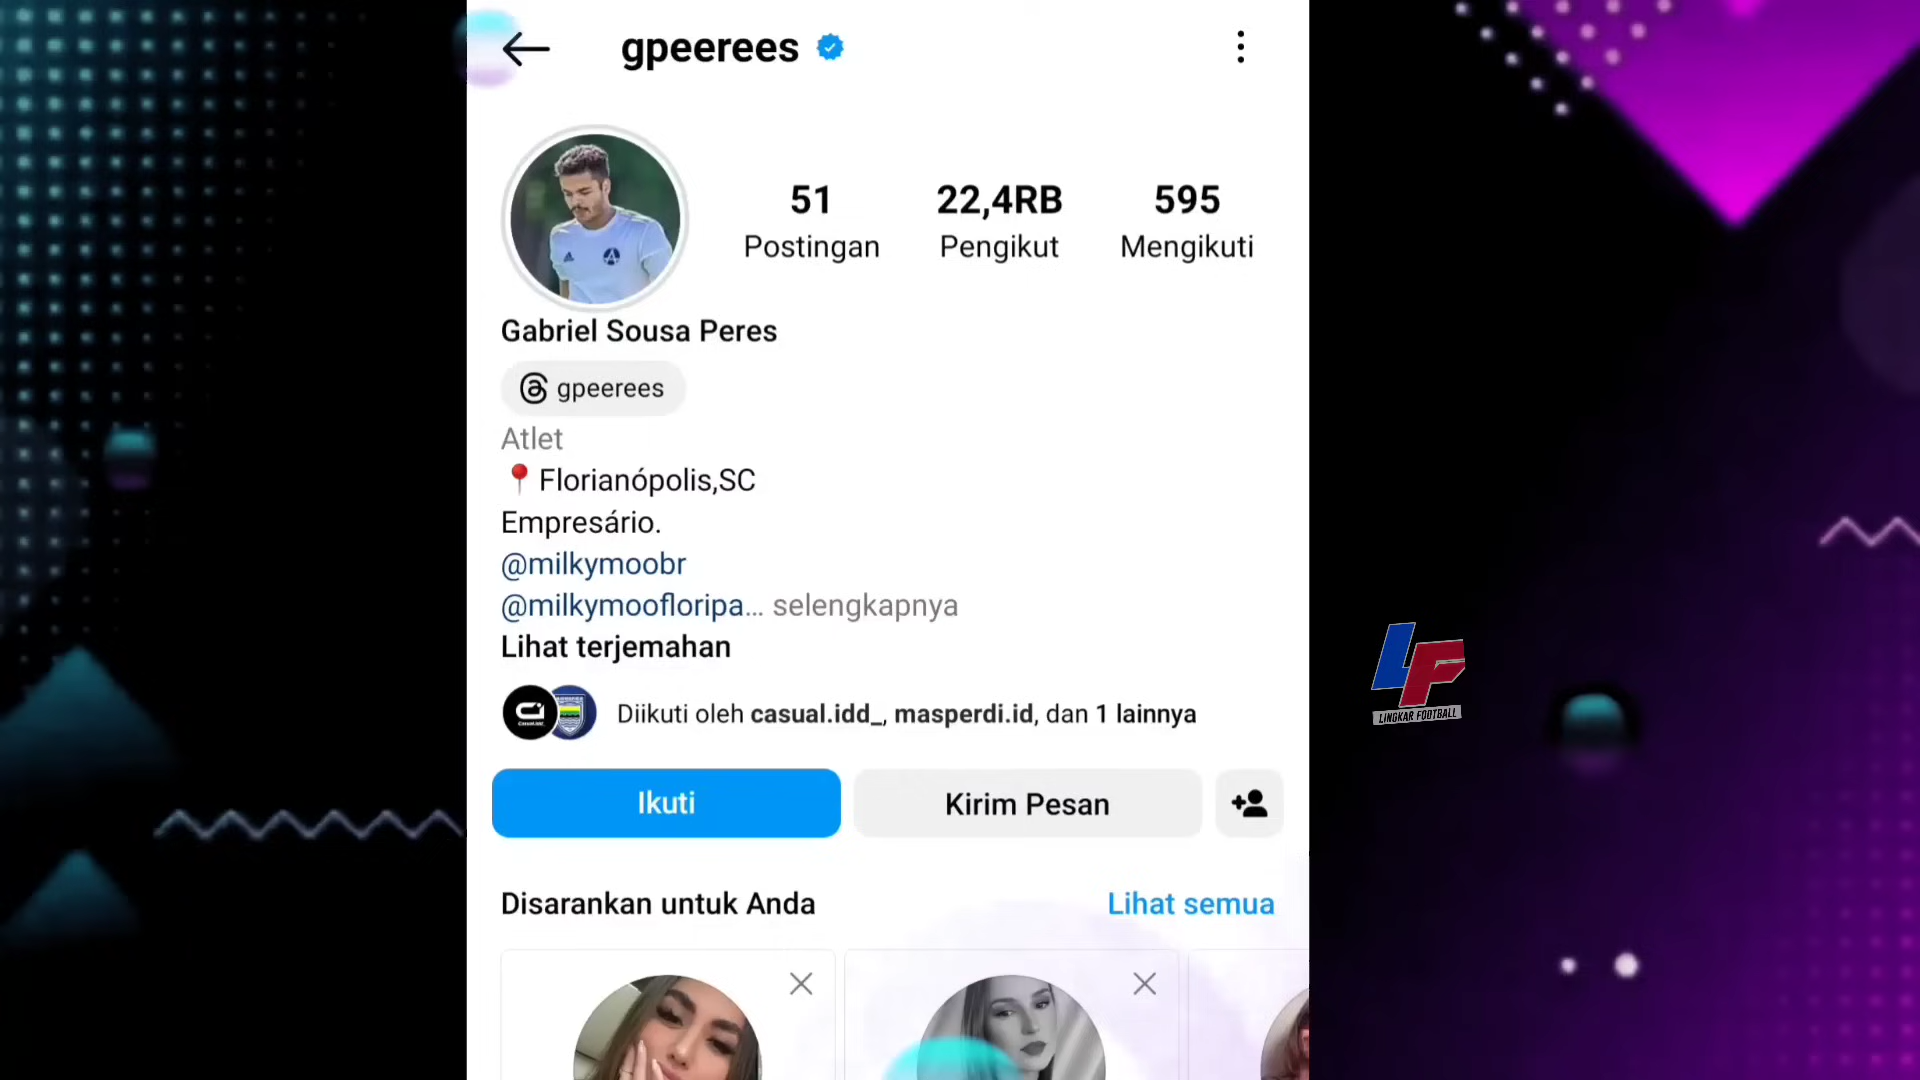 gpeerees
51 22,4RB 595
Postingan Pengikut Mengikuti
Gabriel Sousa Peres
gpeerees
Atlet
📍Florianópolis,SC
Empresário.
@milkymoobr
@milkymoofloripa... selengkapnya
Lihat terjemahan
Diikuti oleh casual.idd_, masperdi.id, dan 1 lainnya
Ikuti Kirim Pesan
Disarankan untuk Anda Lihat semua
LF
LINGKAR FOOTBALL